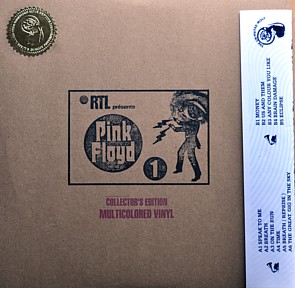 RTL
présente
Pink
Floyd
1
COLLECTOR'S EDITION
MULTICOLORED VINYL
A1 SPEAK TO ME
A2 BREATH
A3 ON THE RUN
A4 TIME
A5 BREATH ( REPRISE )
A6 THE GREAT GIG IN THE SKY
B1 MONEY
B2 US AND THEM
B3 ANY COLOUR YOU LIKE
B4 BRAIN DAMAGE
B5 ECLIPSE